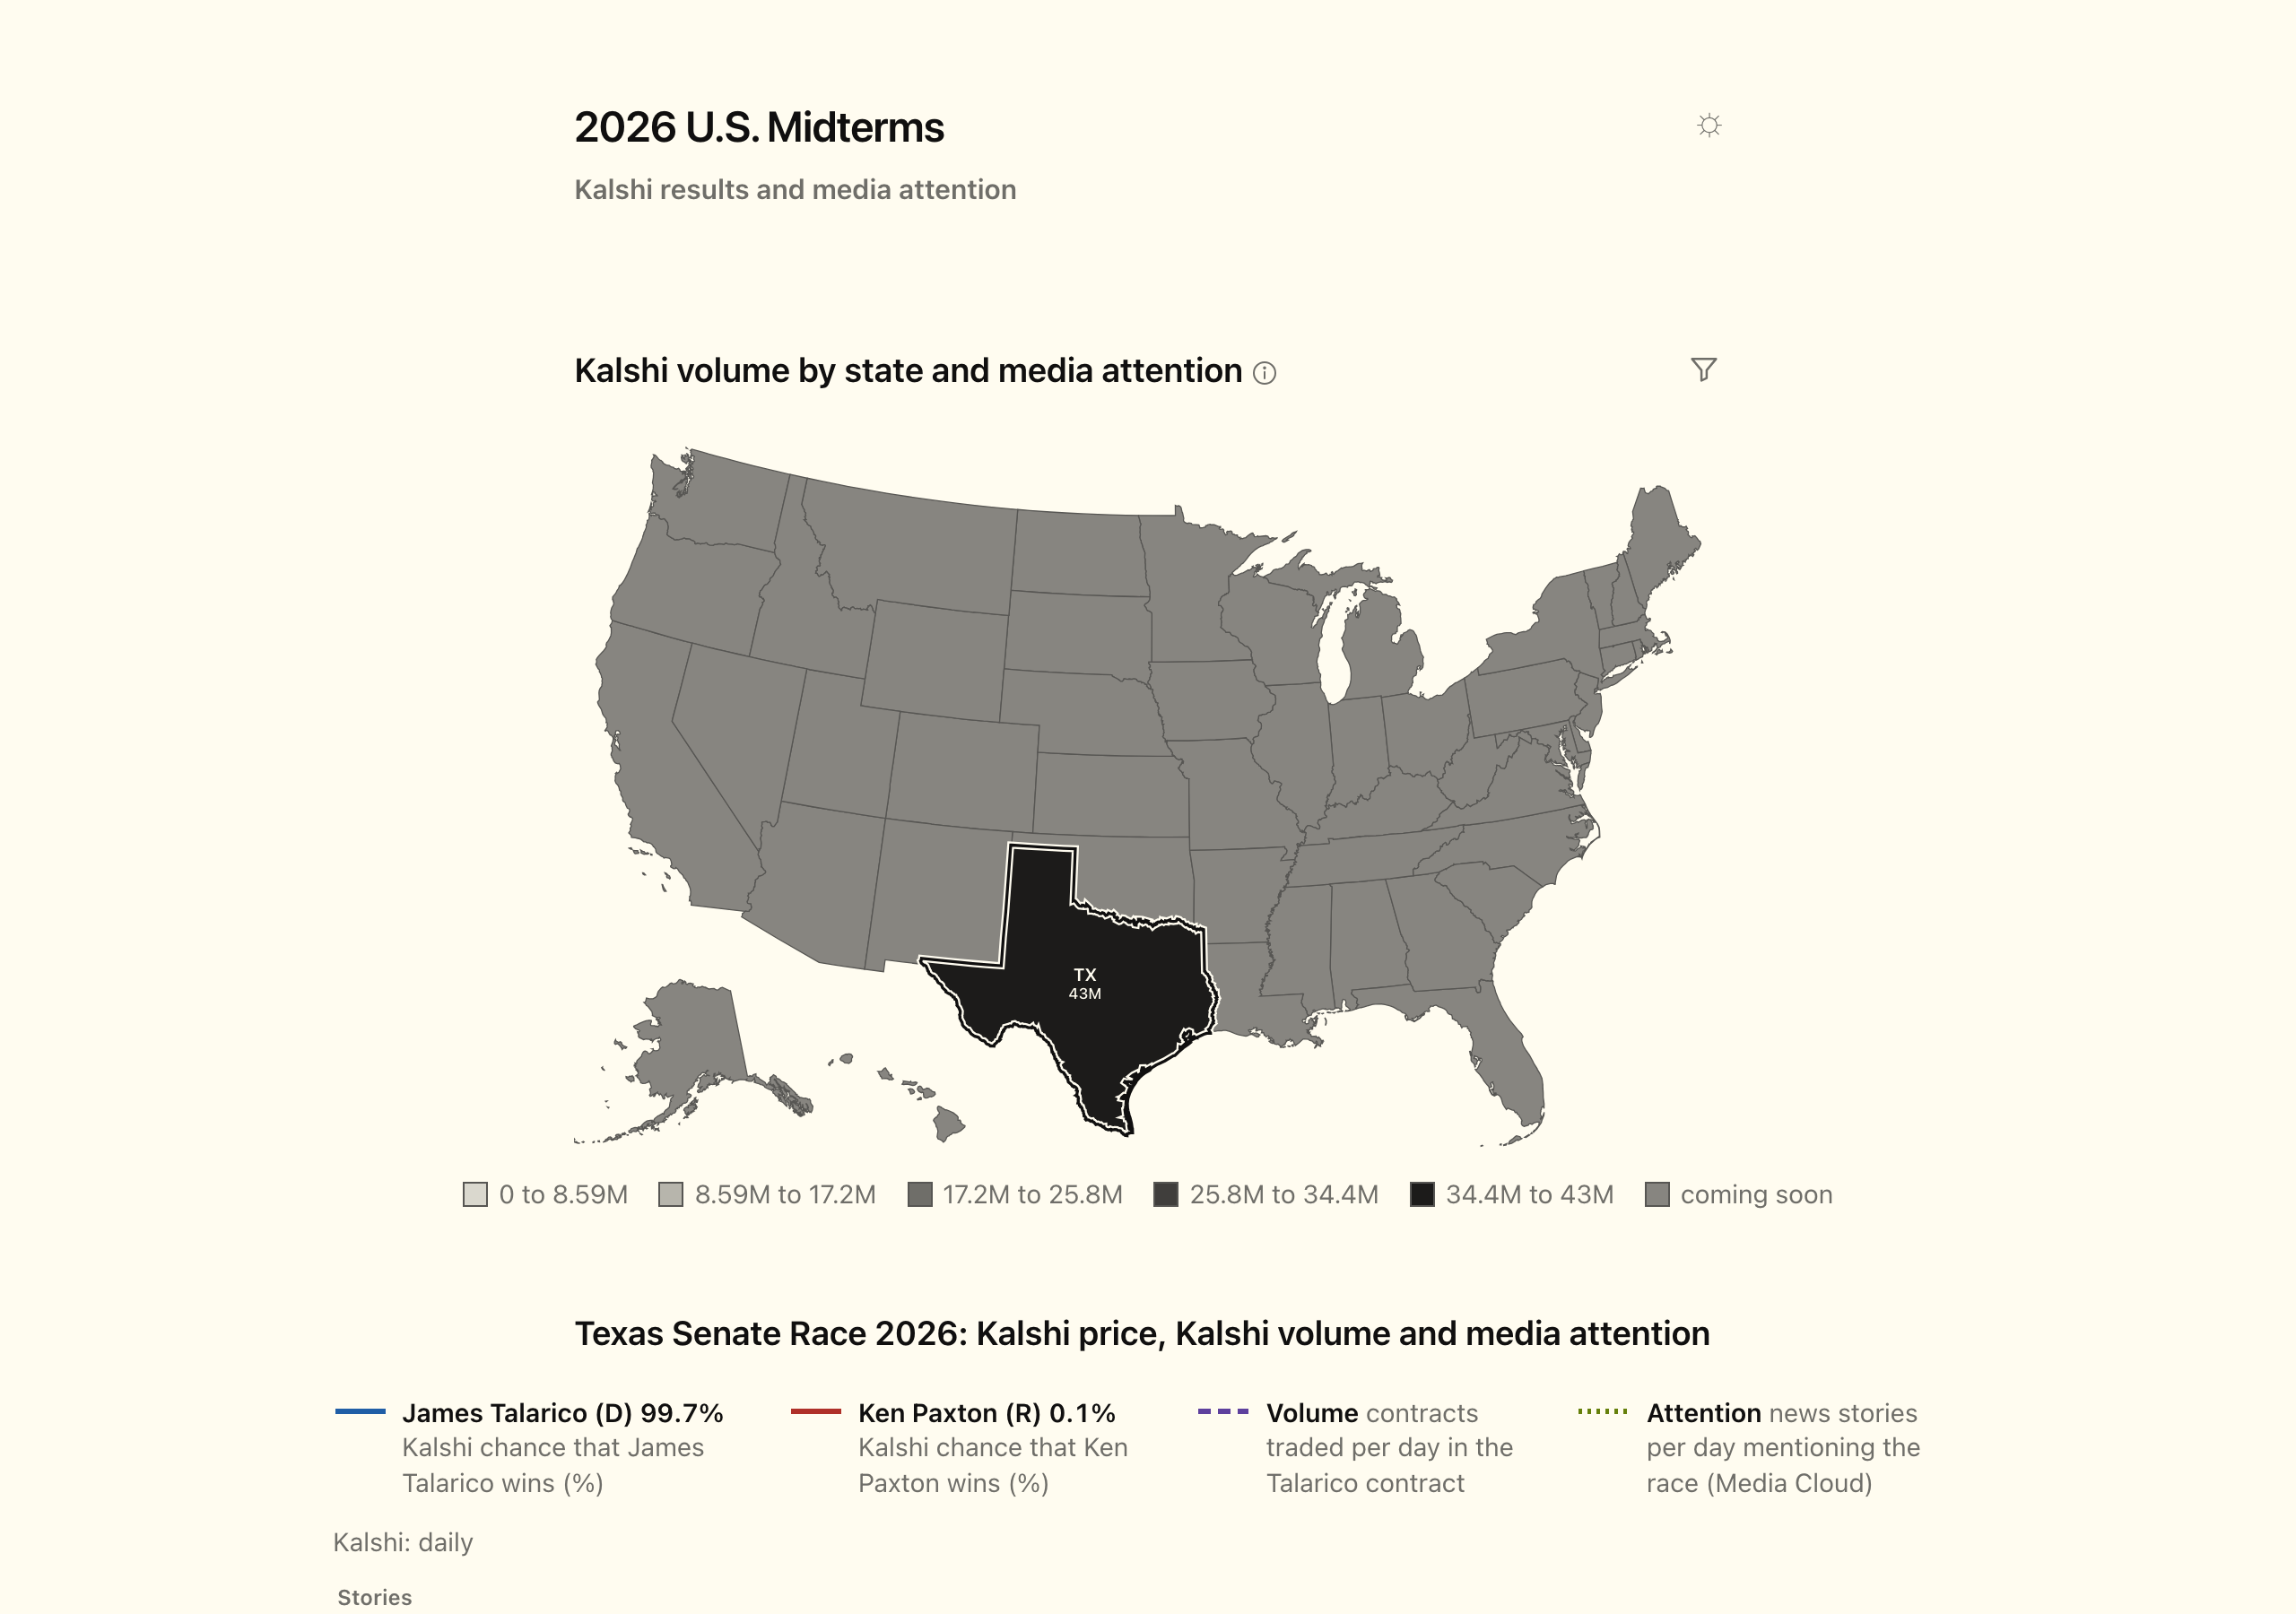 2026 U.S. Midterms
Kalshi results and media attention
Kalshi volume by state and media attention
TX
43M
0 to 8.59M
8.59M to 17.2M
17.2M to 25.8M
25.8M to 34.4M
34.4M to 43M
coming soon
Texas Senate Race 2026: Kalshi price, Kalshi volume and media attention
James Talarico (D) 99.7%
Kalshi chance that James
Talarico wins (%)
Ken Paxton (R) 0.1%
Kalshi chance that Ken
Paxton wins (%)
Volume contracts
traded per day in the
Talarico contract
Attention news stories
per day mentioning the
race (Media Cloud)
Kalshi: daily
Stories